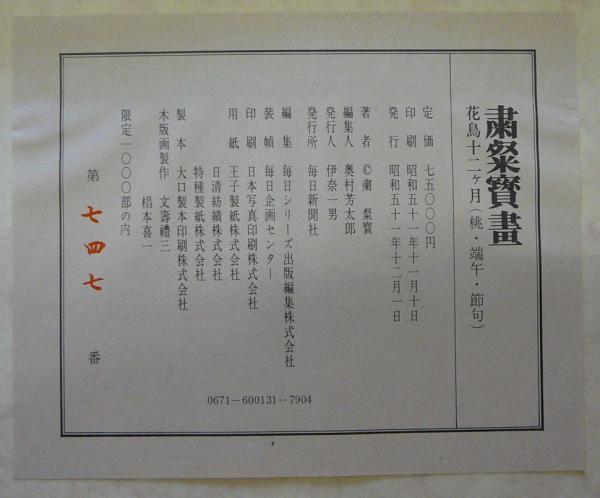 粛粲寶畫
花鳥十二ヶ月(桃・端午・節句)
定価 七五〇〇〇円
印刷 昭和五十一年十一月十日
発行 昭和五十一年十二月一日
著者 ©粛粲寶
編集人 奥村芳太郎
発行人 伊奈一男
発行所 毎日新聞社
編集 毎日シリーズ出版編集株式会社
装幀 毎日企画センター
印刷 日本写真印刷株式会社
用紙 王子製紙株式会社
日清紡績株式会社
特種製紙株式会社
製本 大口製本印刷株式会社
木版画製作 文壽禮三
椙本喜一
限定一〇〇〇部の内
第 七四七 番
0671-600131-7904